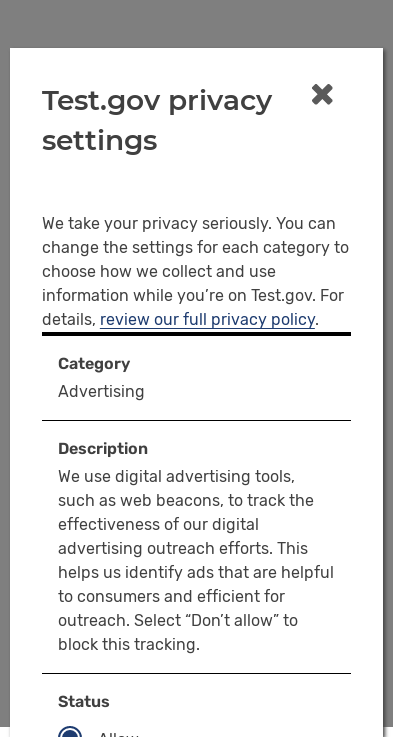 Test.gov privacy
settings
We take your privacy seriously. You can
change the settings for each category to
choose how we collect and use
information while you’re on Test.gov. For
details, review our full privacy policy.
Category
Advertising
Description
We use digital advertising tools,
such as web beacons, to track the
effectiveness of our digital
advertising outreach efforts. This
helps us identify ads that are helpful
to consumers and efficient for
outreach. Select “Don’t allow” to
block this tracking.
Status
Allow